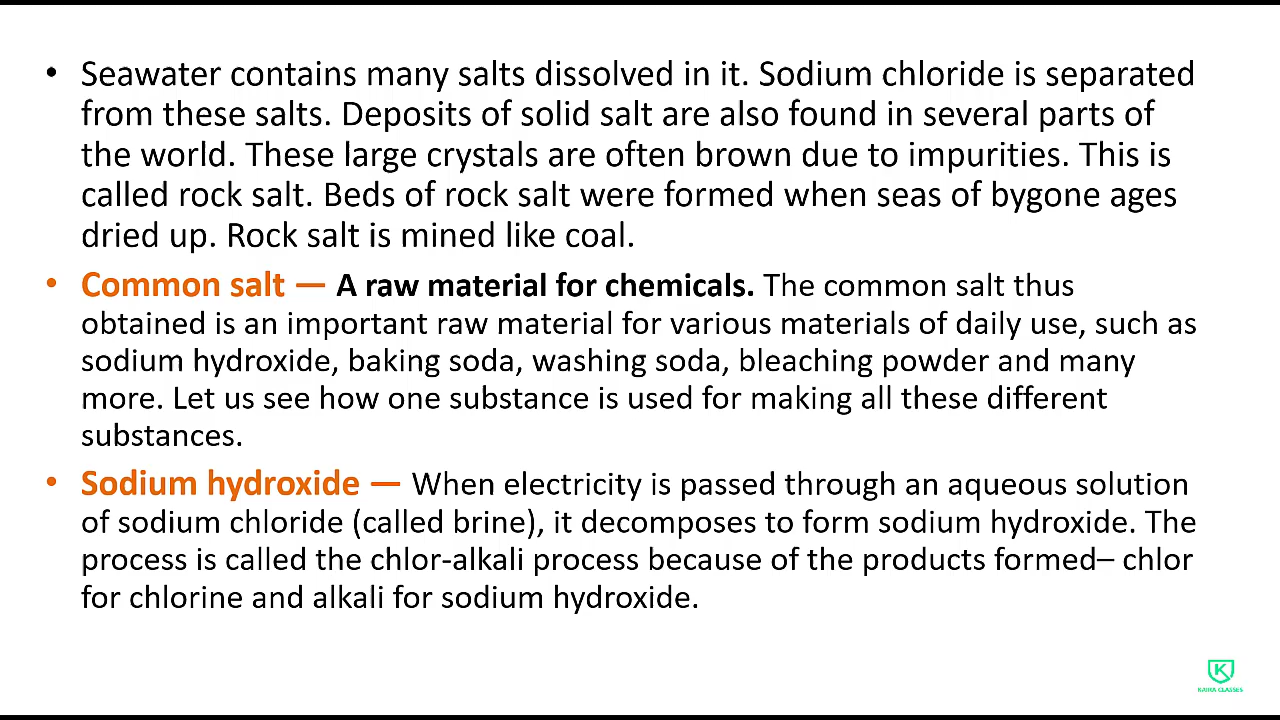 • Seawater contains many salts dissolved in it. Sodium chloride is separated
from these salts. Deposits of solid salt are also found in several parts of
the world. These large crystals are often brown due to impurities. This is
called rock salt. Beds of rock salt were formed when seas of bygone ages
dried up. Rock salt is mined like coal.
• Common salt — A raw material for chemicals. The common salt thus
obtained is an important raw material for various materials of daily use, such as
sodium hydroxide, baking soda, washing soda, bleaching powder and many
more. Let us see how one substance is used for making all these different
substances.
• Sodium hydroxide — When electricity is passed through an aqueous solution
of sodium chloride (called brine), it decomposes to form sodium hydroxide. The
process is called the chlor-alkali process because of the products formed– chlor
for chlorine and alkali for sodium hydroxide.
K
KAIRA CLASSES